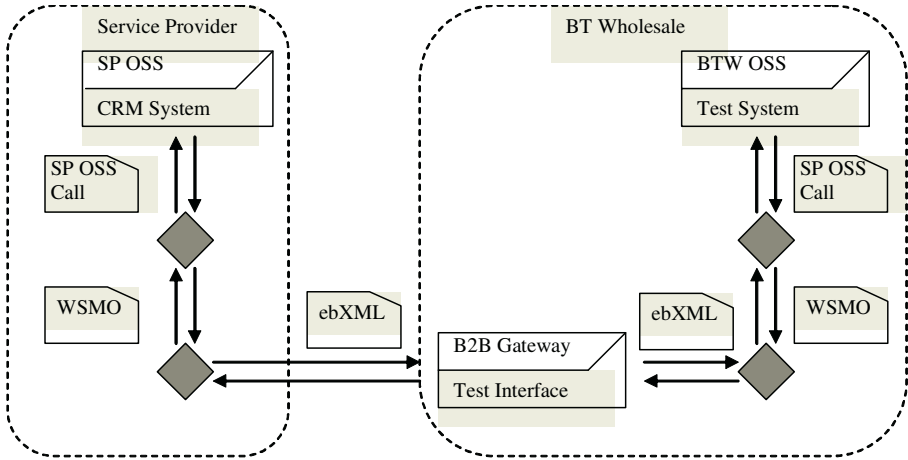 Service Provider
SP OSS
CRM System
SP OSS
Call
WSMO
ebXML
BT Wholesale
BTW OSS
Test System
SP OSS
Call
WSMO
ebXML
B2B Gateway
Test Interface